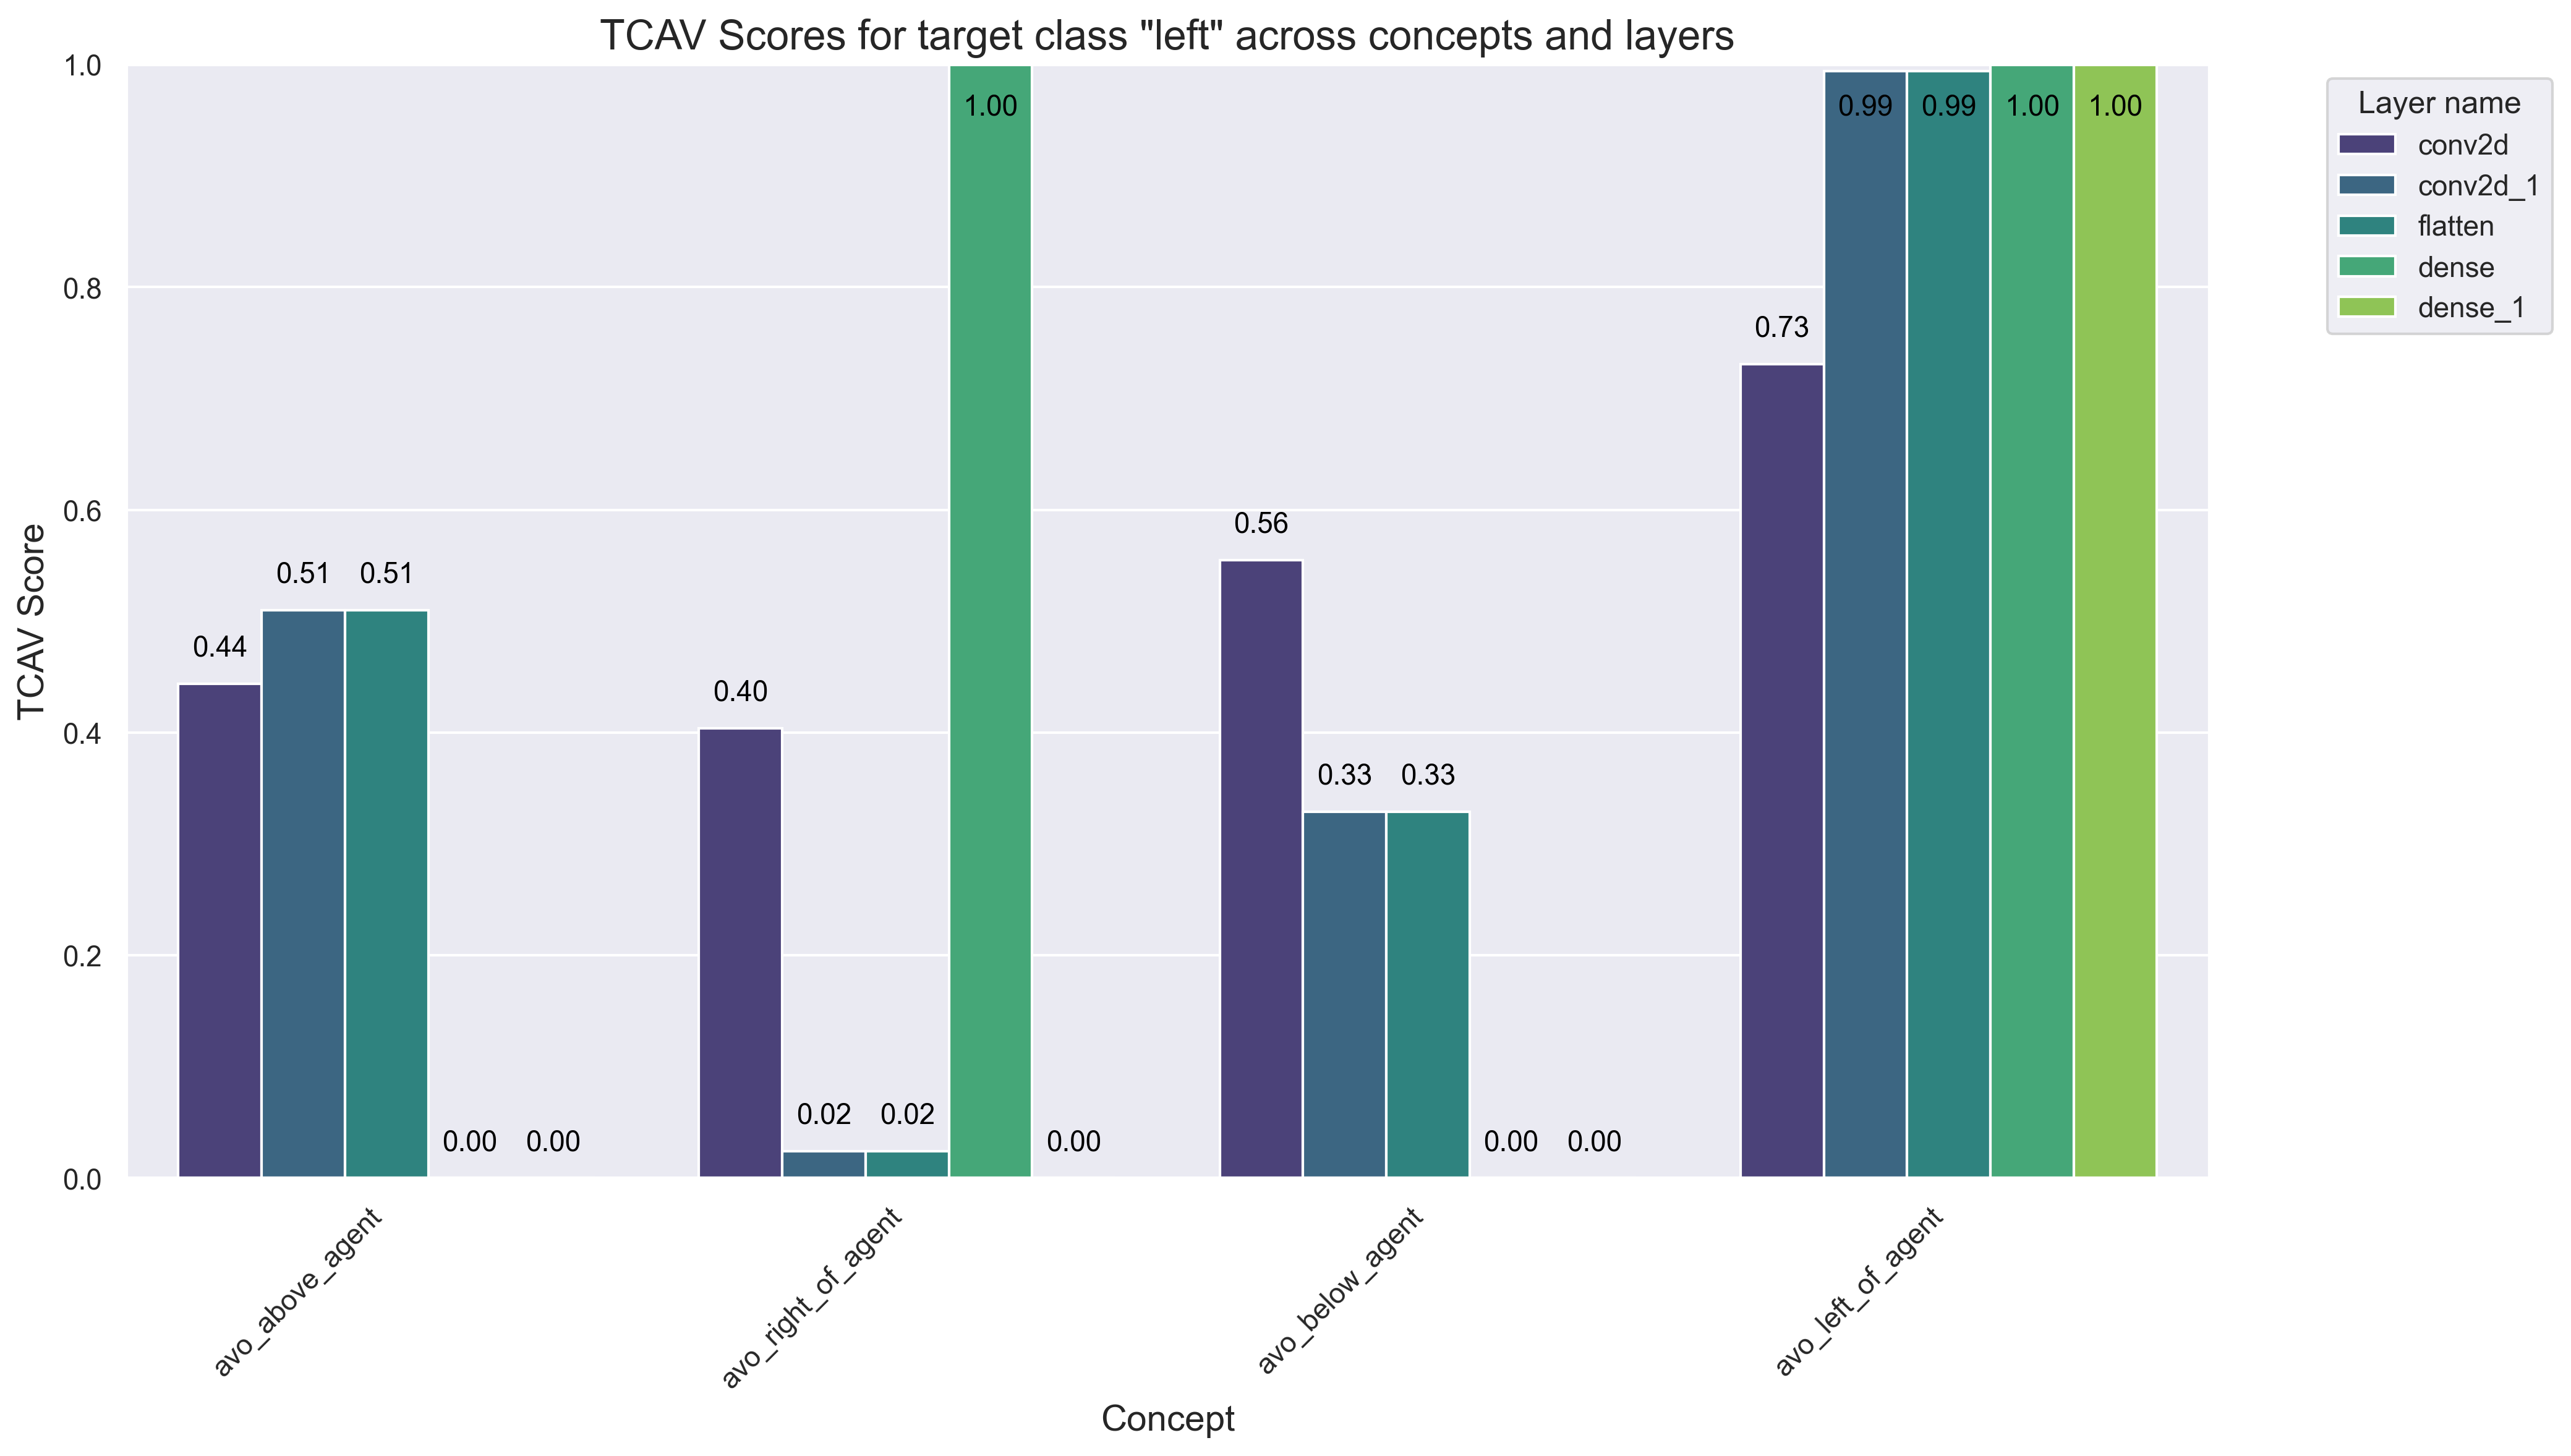 TCAV Scores for target class "left" across concepts and layers
TCAV Score
1.0
0.8
0.6
0.4
0.2
0.0
0.44
0.51
0.51
0.00
0.00
0.40
0.02
0.02
1.00
0.00
0.56
0.33
0.33
0.00
0.00
0.73
0.99
0.99
1.00
1.00
avo_above_agent
avo_right_of_agent
avo_below_agent
avo_left_of_agent
Concept
Layer name
conv2d
conv2d_1
flatten
dense
dense_1